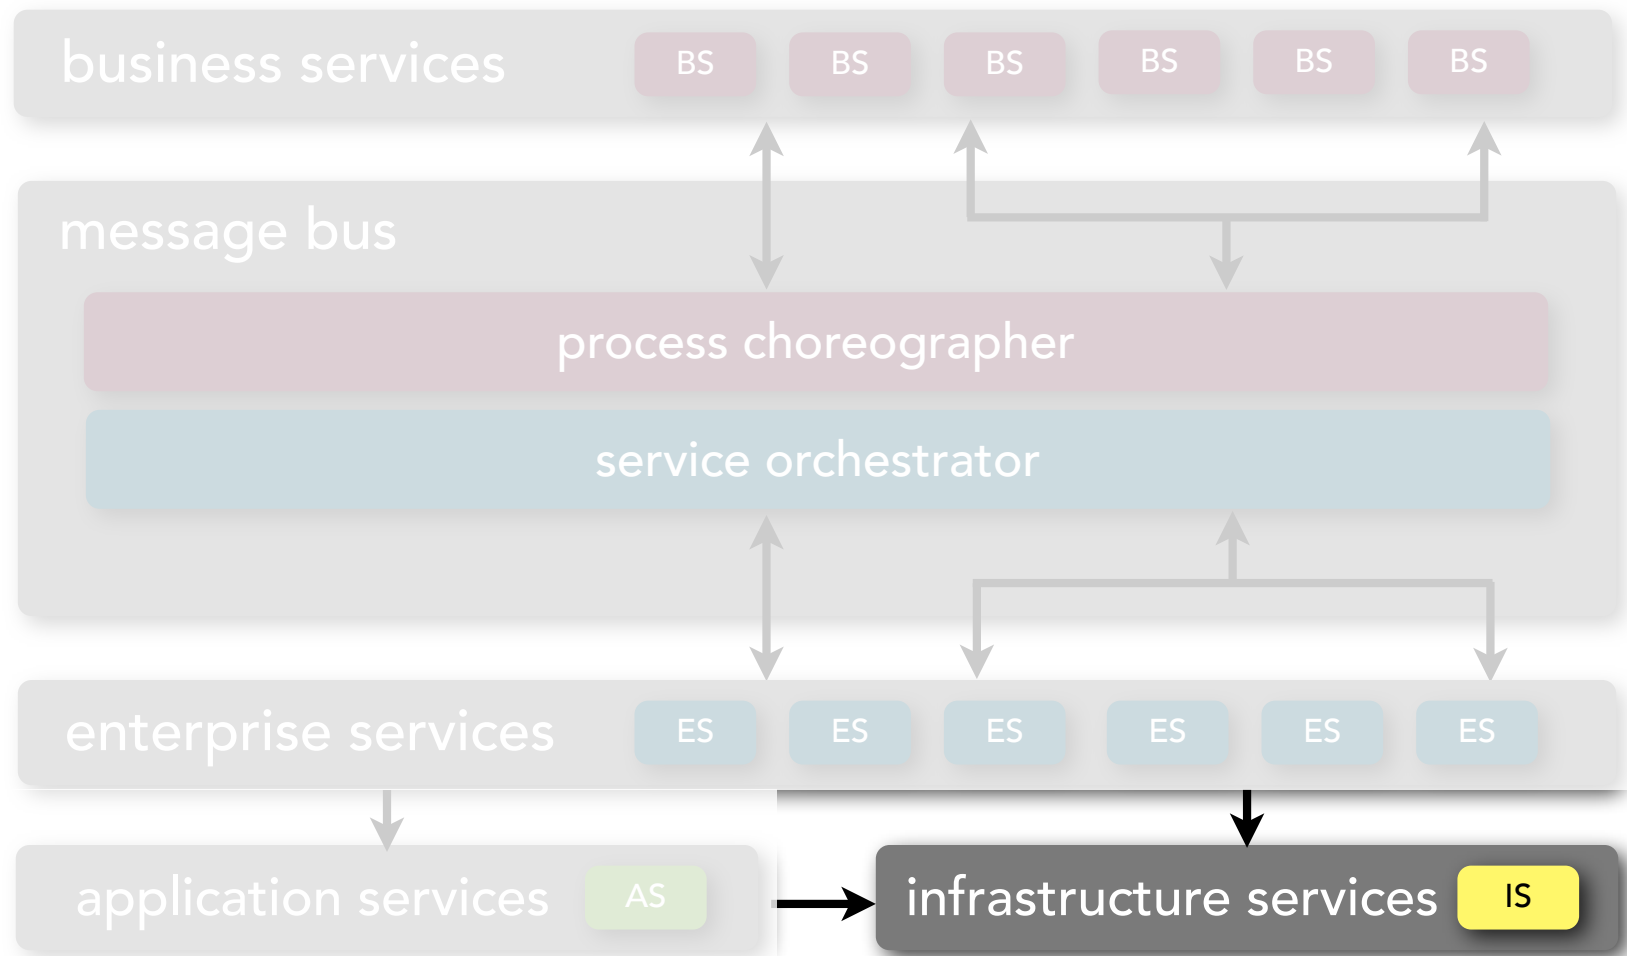 business services BS BS BS BS BS BS
message bus
process choreographer
service orchestrator
enterprise services ES ES ES ES ES ES
application services AS infrastructure services IS